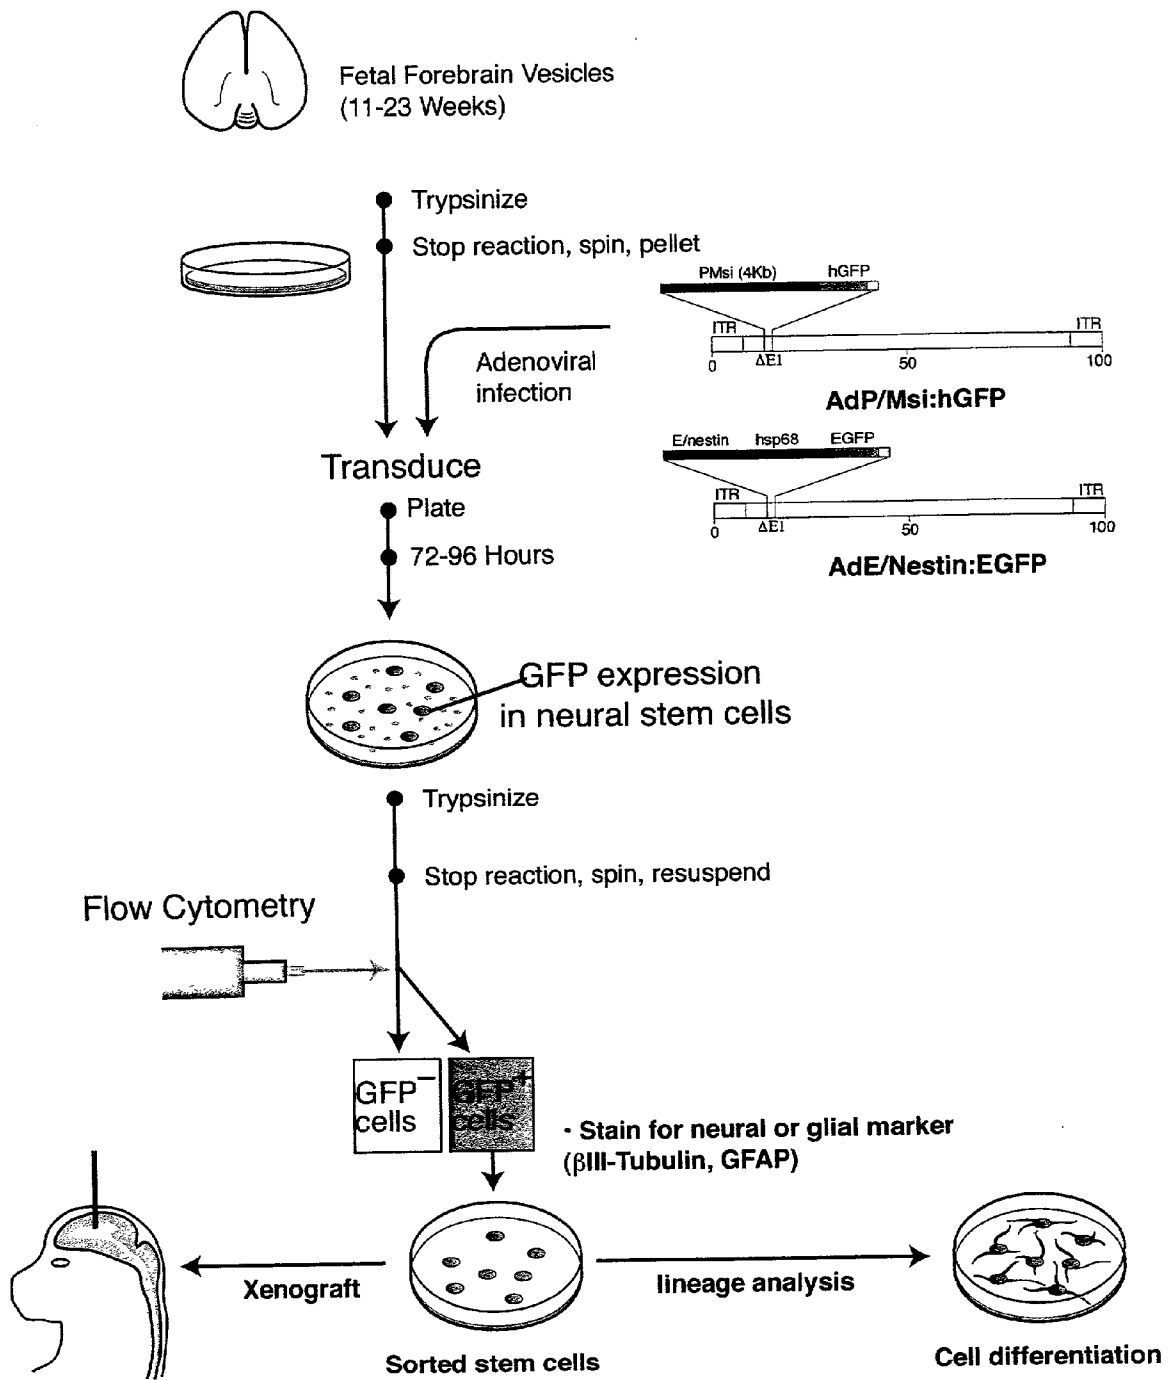 Fetal Forebrain Vesicles
(11-23 Weeks)
Trypsinize
Stop reaction, spin, pellet
PMsi (4Kb) hGFP
ITR ITR
0 ΔE1 50 100
AdP/Msi:hGFP
Adenoviral
infection
E/nestin hsp68 EGFP
ITR ITR
0 ΔE1 50 100
AdE/Nestin:EGFP
Transduce
Plate
72-96 Hours
GFP expression
in neural stem cells
Trypsinize
Stop reaction, spin, resuspend
Flow Cytometry
GFP⁻
cells
GFP⁺
cells
· Stain for neural or glial marker
(βIII-Tubulin, GFAP)
Xenograft
lineage analysis
Sorted stem cells
Cell differentiation